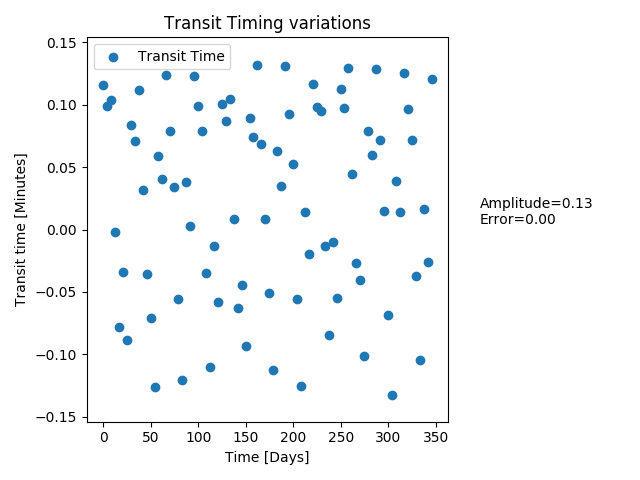 Transit Timing variations
Transit Time
0.15
0.10
0.05
0.00
−0.05
−0.10
−0.15
Transit time [Minutes]
0 50 100 150 200 250 300 350
Time [Days]
Amplitude=0.13
Error=0.00